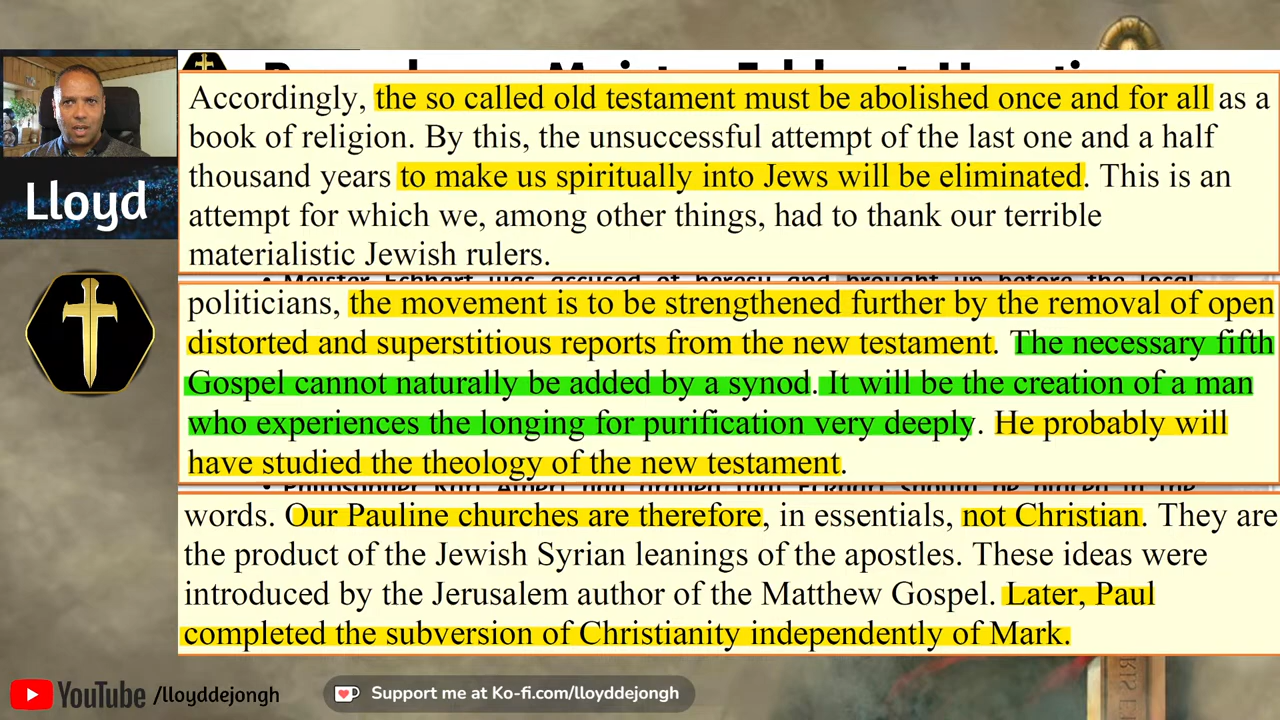 Lloyd
Accordingly, the so called old testament must be abolished once and for all as a
book of religion. By this, the unsuccessful attempt of the last one and a half
thousand years to make us spiritually into Jews will be eliminated. This is an
attempt for which we, among other things, had to thank our terrible
materialistic Jewish rulers.
politicians, the movement is to be strengthened further by the removal of open
distorted and superstitious reports from the new testament. The necessary fifth
Gospel cannot naturally be added by a synod. It will be the creation of a man
who experiences the longing for purification very deeply. He probably will
have studied the theology of the new testament.
words. Our Pauline churches are therefore, in essentials, not Christian. They are
the product of the Jewish Syrian leanings of the apostles. These ideas were
introduced by the Jerusalem author of the Matthew Gospel. Later, Paul
completed the subversion of Christianity independently of Mark.
YouTube /lloyddejongh
Support me at Ko-fi.com/lloyddejongh